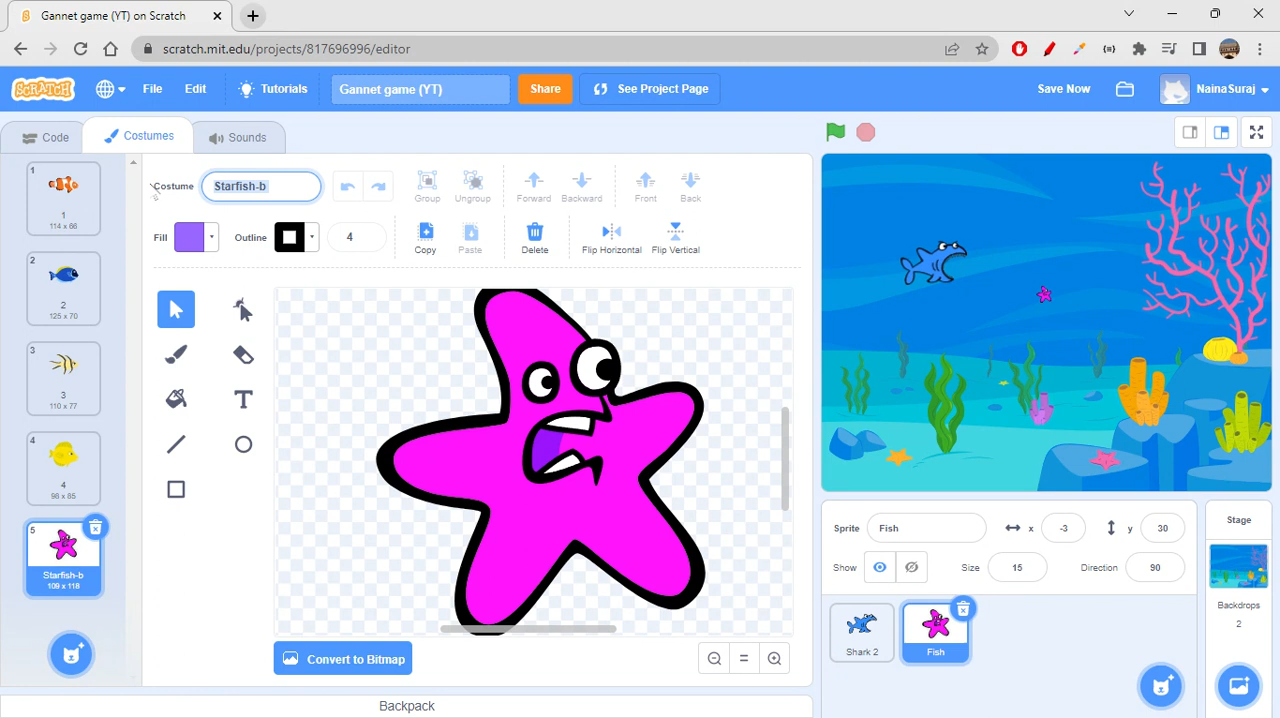 Gannet game (YT) on Scratch
scratch.mit.edu/projects/817696996/editor
SCRATCH
File
Edit
Tutorials
Gannet game (YT)
Share
See Project Page
Save Now
NainaSuraj
Code
Costumes
Sounds
1
1
114 x 66
2
2
125 x 70
3
3
110 x 77
4
4
98 x 85
5
Starfish-b
109 x 118
Costume
Starfish-b
Group
Ungroup
Forward
Backward
Front
Back
Fill
Outline
4
Copy
Paste
Delete
Flip Horizontal
Flip Vertical
T
Convert to Bitmap
Backpack
Sprite
Fish
x
-3
y
30
Show
Size
15
Direction
90
Shark 2
Fish
Stage
Backdrops
2